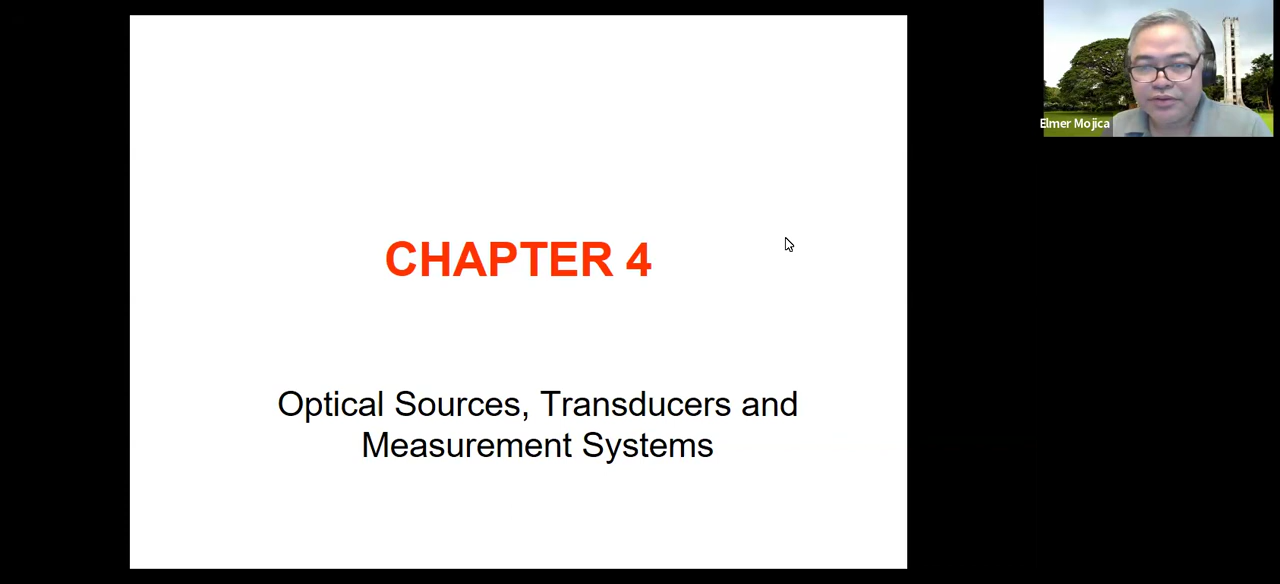 CHAPTER 4
Optical Sources, Transducers and
Measurement Systems
Elmer Mojica